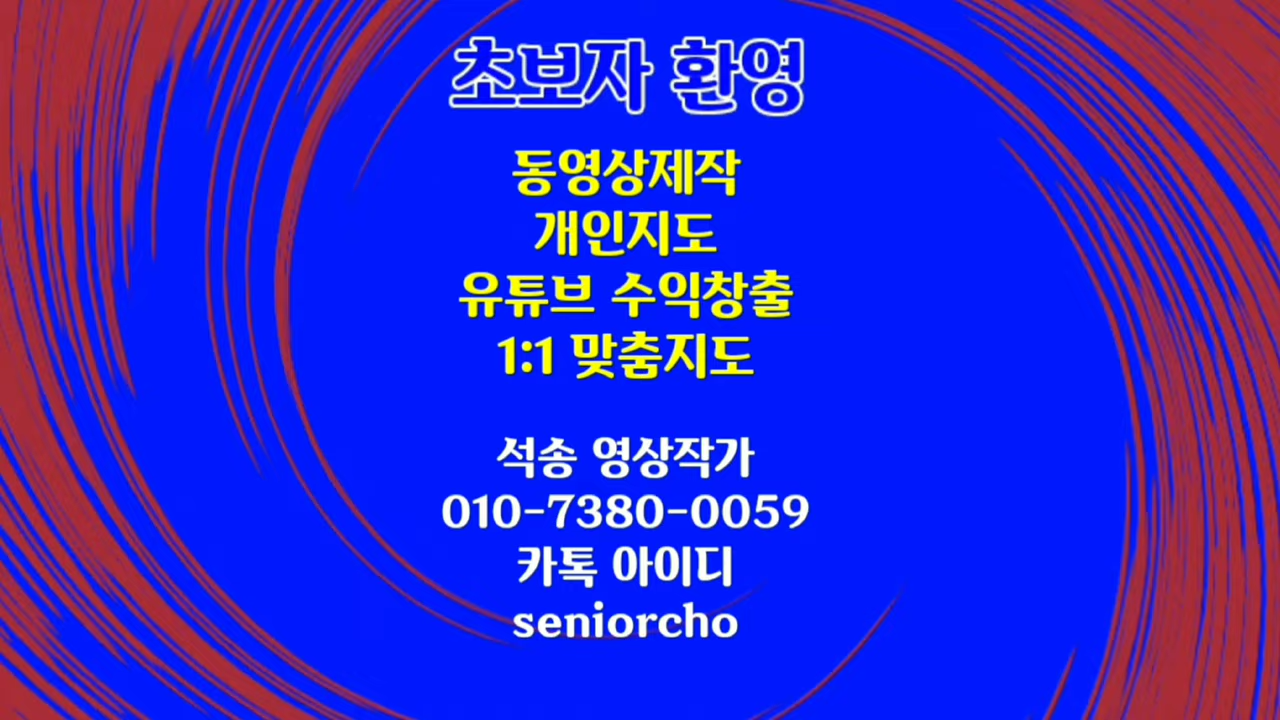 초보자 환영
동영상제작
개인지도
유튜브 수익창출
1:1 맞춤지도
석송 영상작가
010-7380-0059
카톡 아이디
seniorcho